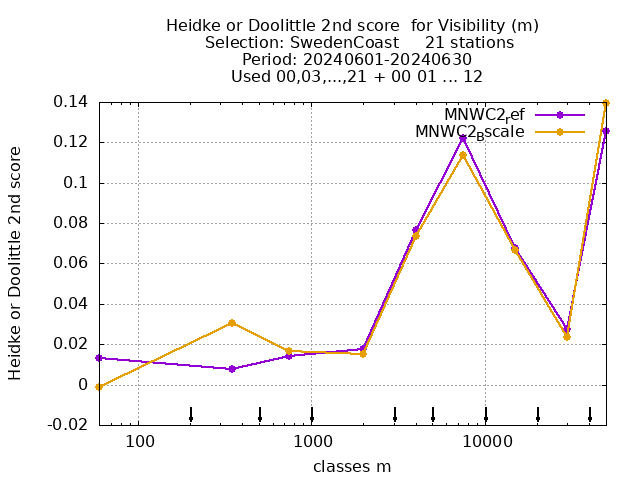 Heidke or Doolittle 2nd score  for Visibility (m)
Selection: SwedenCoast     21 stations
Period: 20240601-20240630
Used 00,03,...,21 + 00 01 ... 12
MNWC2ref
MNWC2Bscale
Heidke or Doolittle 2nd score
0.14
0.12
0.1
0.08
0.06
0.04
0.02
0
-0.02
100
1000
10000
classes m